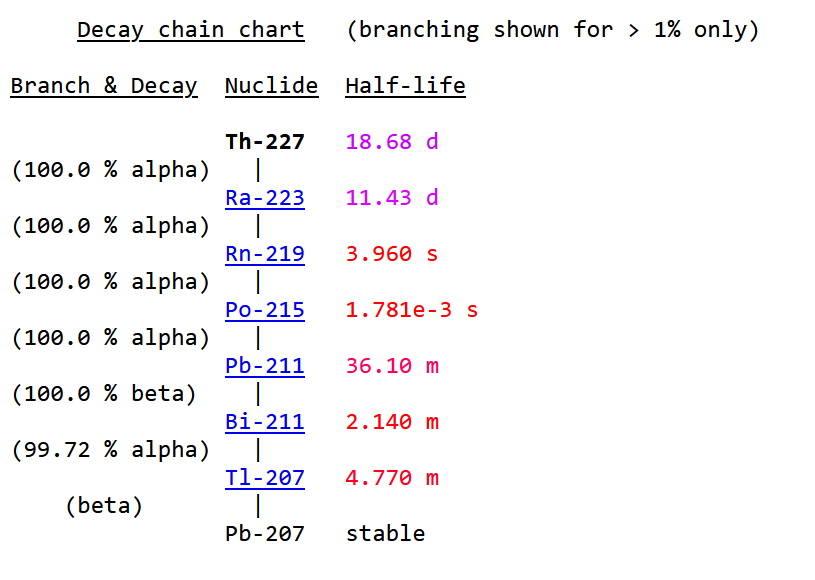 Decay chain chart (branching shown for > 1% only)
Branch & Decay Nuclide Half-life
Th-227 18.68 d
(100.0 % alpha) |
Ra-223 11.43 d
(100.0 % alpha) |
Rn-219 3.960 s
(100.0 % alpha) |
Po-215 1.781e-3 s
(100.0 % alpha) |
Pb-211 36.10 m
(100.0 % beta) |
Bi-211 2.140 m
(99.72 % alpha) |
Tl-207 4.770 m
(beta) |
Pb-207 stable